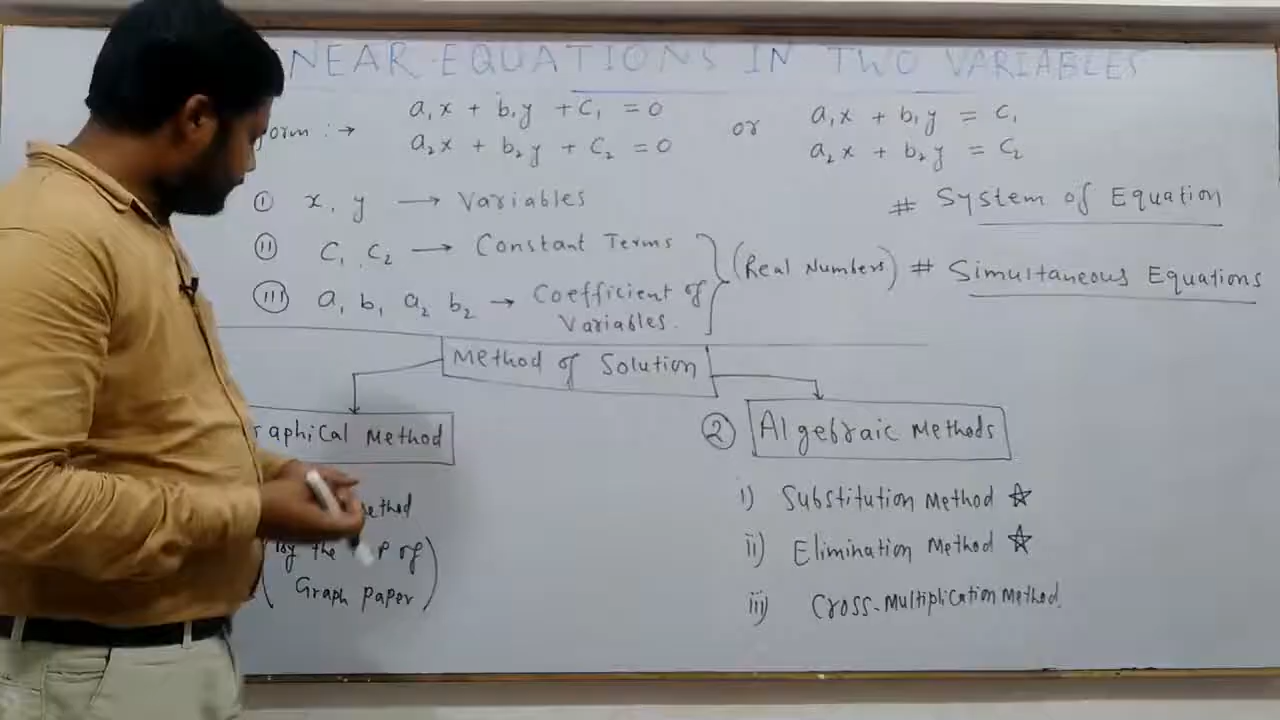 NEAR EQUATIONS IN TWO VARIABLES
orm :→ a₁x + b₁y + C₁ = 0 or a₁x + b₁y = C₁
a₂x + b₂y + C₂ = 0 a₂x + b₂y = C₂
(I) x, y → Variables # System of Equation
(II) C₁, C₂ → Constant Terms
(Real Numbers) # Simultaneous Equations
(III) a₁ b₁ a₂ b₂ → Coefficient of
Variables.
Method of Solution
raphical Method
(2) Algebraic Methods
i) Substitution Method ☆
ii) Elimination Method ☆
iii) Cross-Multiplication Method.
ethod
(by the P of
Graph paper)